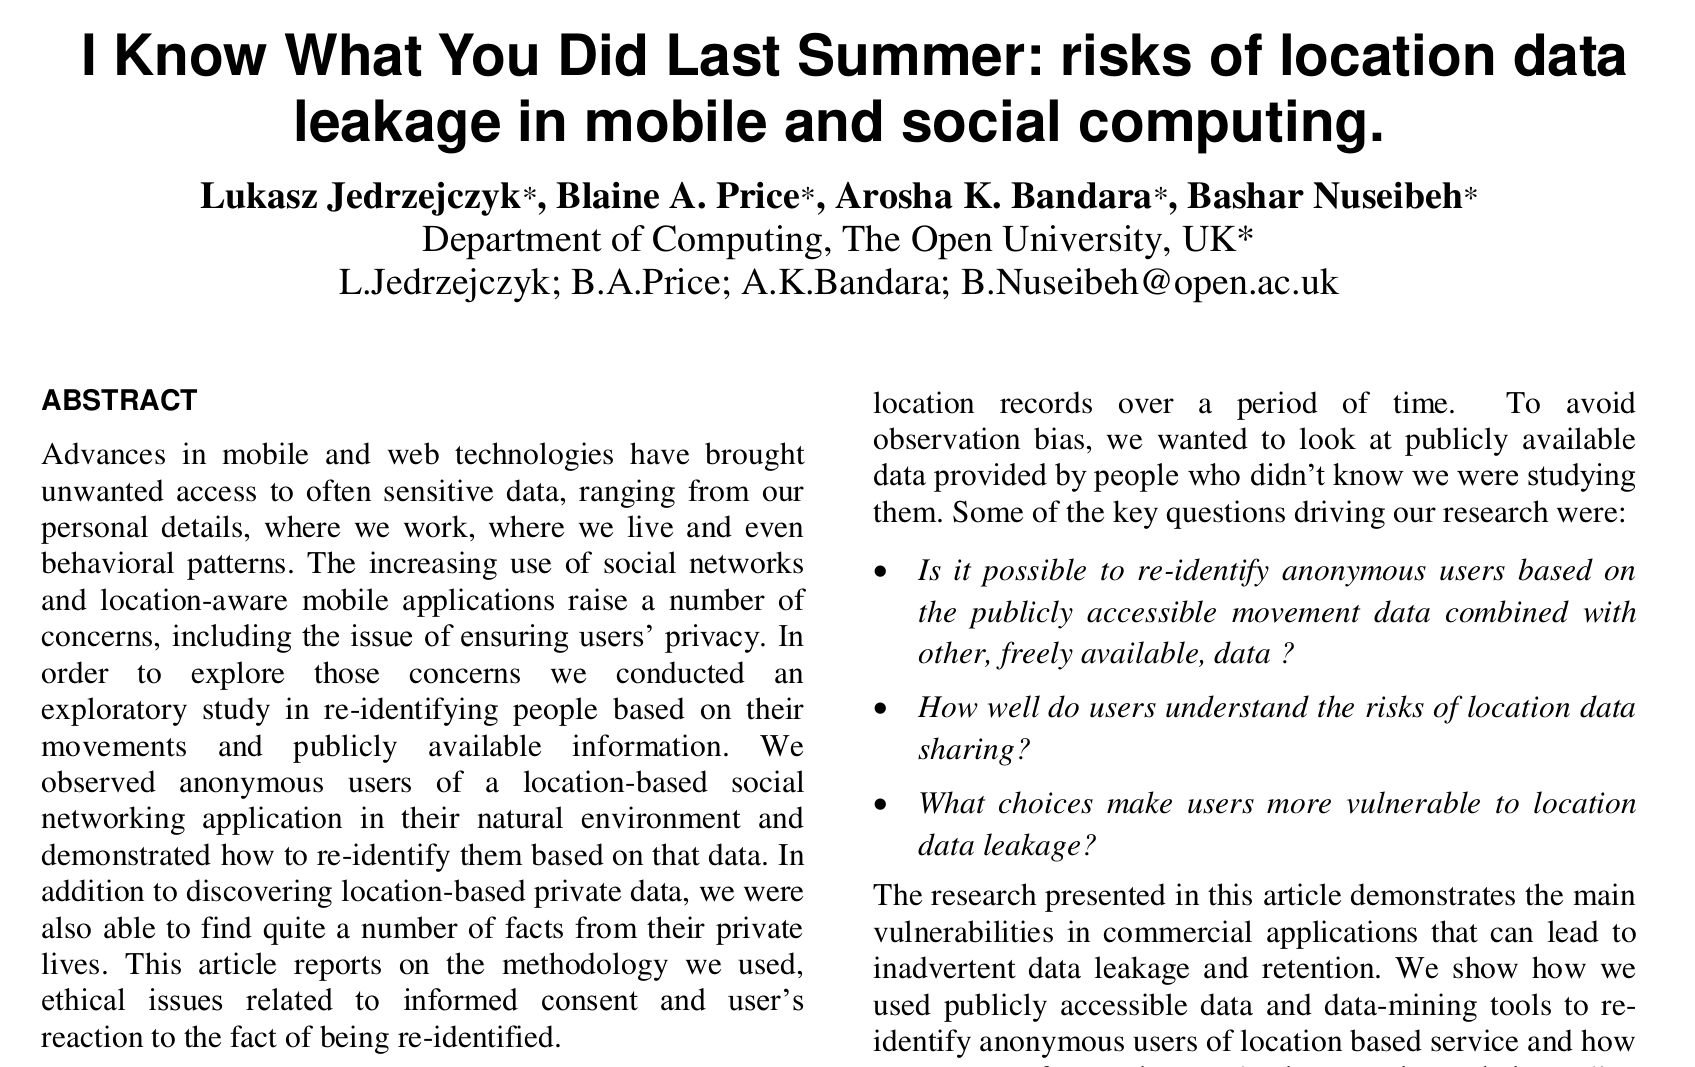 I Know What You Did Last Summer: risks of location data
leakage in mobile and social computing.
Lukasz Jedrzejczyk*, Blaine A. Price*, Arosha K. Bandara*, Bashar Nuseibeh*
Department of Computing, The Open University, UK*
L.Jedrzejczyk; B.A.Price; A.K.Bandara; B.Nuseibeh@open.ac.uk
ABSTRACT
Advances in mobile and web technologies have brought
unwanted access to often sensitive data, ranging from our
personal details, where we work, where we live and even
behavioral patterns. The increasing use of social networks
and location-aware mobile applications raise a number of
concerns, including the issue of ensuring users' privacy. In
order to explore those concerns we conducted an
exploratory study in re-identifying people based on their
movements and publicly available information. We
observed anonymous users of a location-based social
networking application in their natural environment and
demonstrated how to re-identify them based on that data. In
addition to discovering location-based private data, we were
also able to find quite a number of facts from their private
lives. This article reports on the methodology we used,
ethical issues related to informed consent and user's
reaction to the fact of being re-identified.
location records over a period of time. To avoid
observation bias, we wanted to look at publicly available
data provided by people who didn't know we were studying
them. Some of the key questions driving our research were:
• Is it possible to re-identify anonymous users based on
the publicly accessible movement data combined with
other, freely available, data ?
• How well do users understand the risks of location data
sharing?
• What choices make users more vulnerable to location
data leakage?
The research presented in this article demonstrates the main
vulnerabilities in commercial applications that can lead to
inadvertent data leakage and retention. We show how we
used publicly accessible data and data-mining tools to re-
identify anonymous users of location based service and how